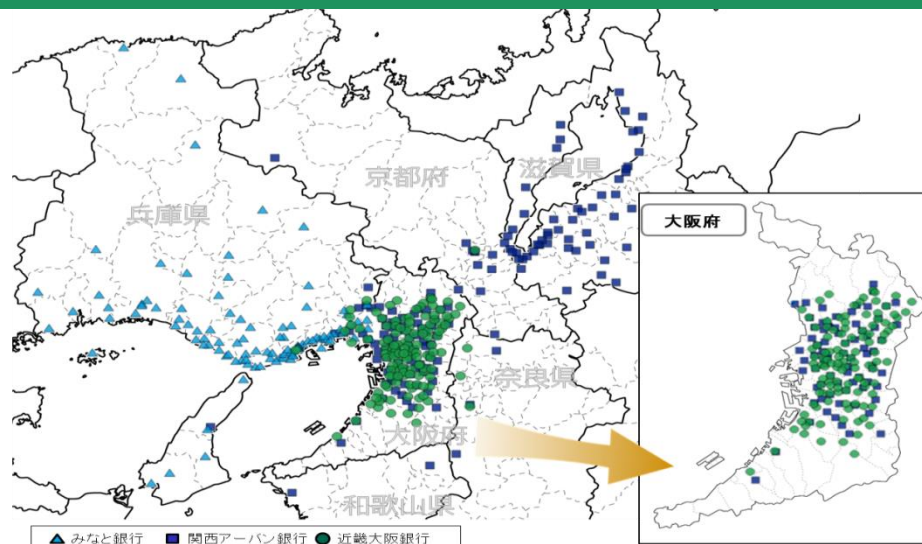 京都府
滋賀県
兵庫県
大阪府
奈良県
大阪府
和歌山県
みなと銀行 関西アーバン銀行 近畿大阪銀行